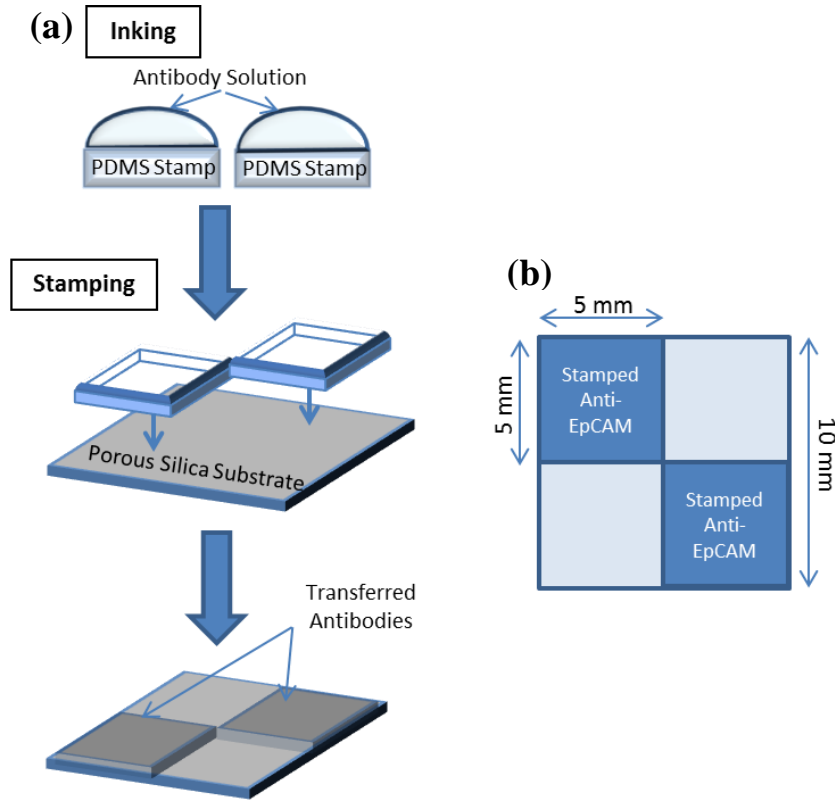 (a)
Inking
Antibody Solution
PDMS Stamp
PDMS Stamp
Stamping
Porous Silica Substrate
Transferred
Antibodies
(b)
5 mm
5 mm
Stamped
Anti-
EpCAM
10 mm
Stamped
Anti-
EpCAM